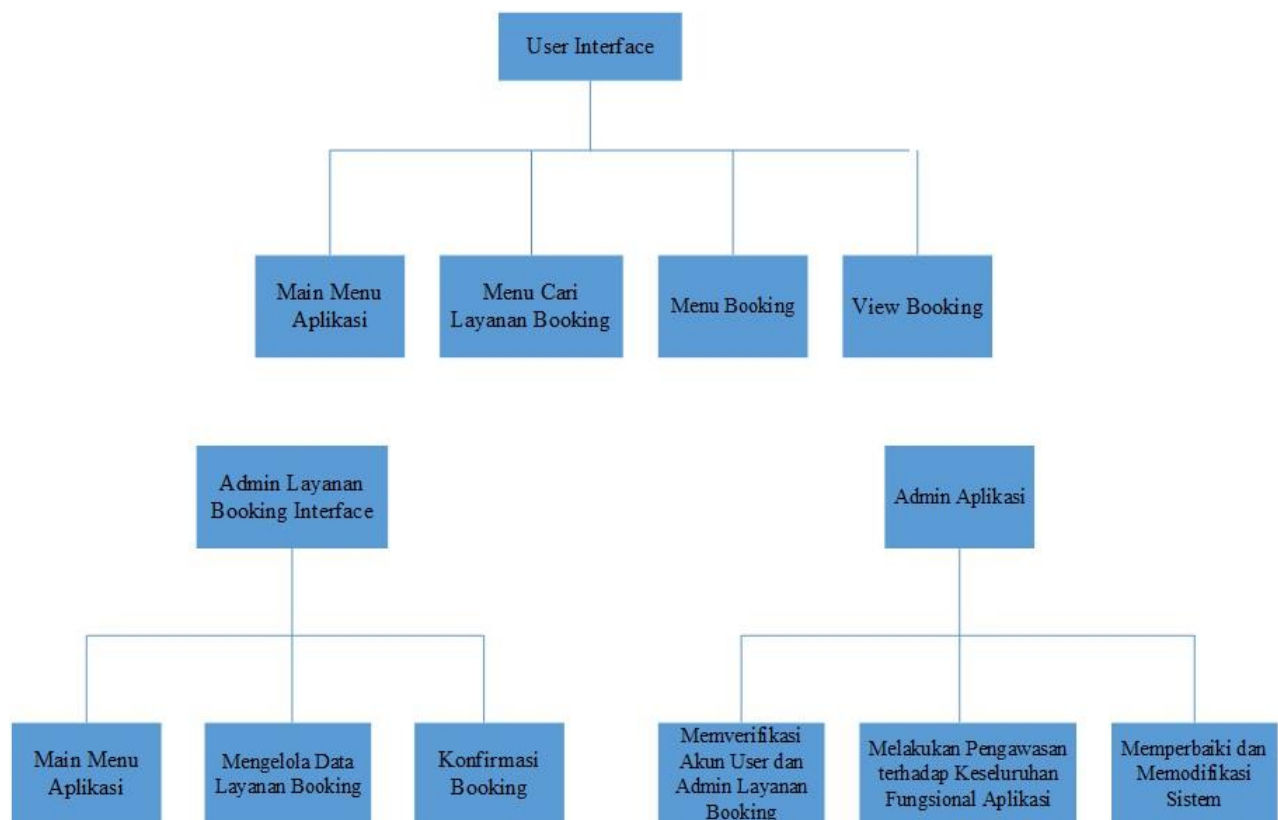 User Interface
Main Menu
Aplikasi
Menu Cari
Layanan Booking
Menu Booking
View Booking
Admin Layanan
Booking Interface
Admin Aplikasi
Main Menu
Aplikasi
Mengelola Data
Layanan Booking
Konfirmasi
Booking
Memverifikasi
Akun User dan
Admin Layanan
Booking
Melakukan Pengawasan
terhadap Keseluruhan
Fungsional Aplikasi
Memperbaiki dan
Memodifikasi
Sistem